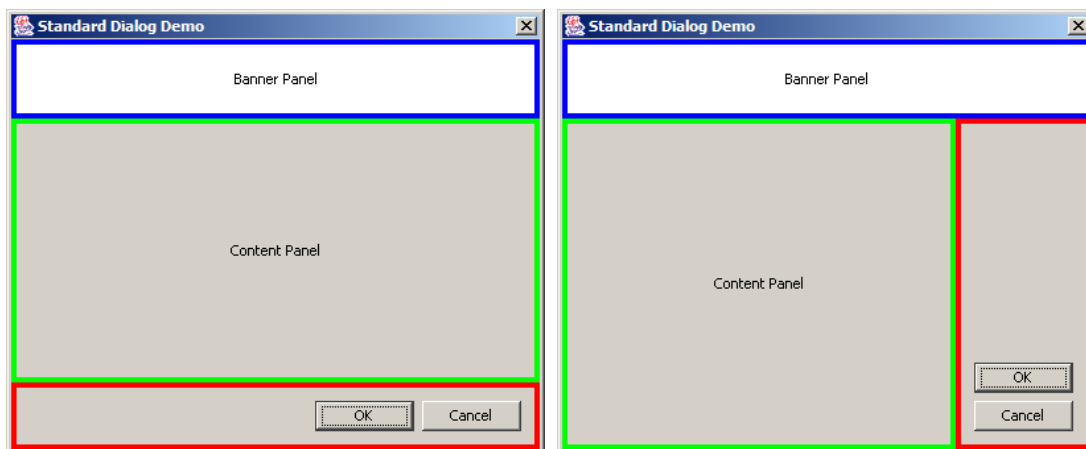 Standard Dialog Demo
Banner Panel
Content Panel
OK
Cancel
Standard Dialog Demo
Banner Panel
Content Panel
OK
Cancel